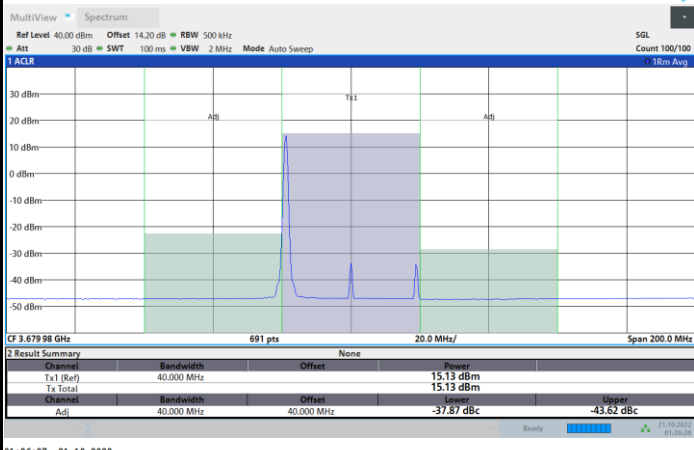 MultiView Spectrum
Ref Level 40.00 dBm Offset 14.20 dB RBW 500 kHz SGL
Att 30 dB SWT 100 ms VBW 2 MHz Mode Auto Sweep Count 100/100
1 ACLR 1Rm Avg
30 dBm
Tx1
20 dBm
Adj Adj
10 dBm
0 dBm
-10 dBm
-20 dBm
-30 dBm
-40 dBm
-50 dBm
CF 3.67998 GHz 691 pts 20.0 MHz/ Span 200.0 MHz
2 Result Summary None
Channel Bandwidth Offset Power
Tx1 (Ref) 40.000 MHz 15.13 dBm
Tx Total 15.13 dBm
Channel Bandwidth Offset Lower Upper
Adj 40.000 MHz 40.000 MHz -37.87 dBc -43.62 dBc
Ready 21.10.2022
01:26:26